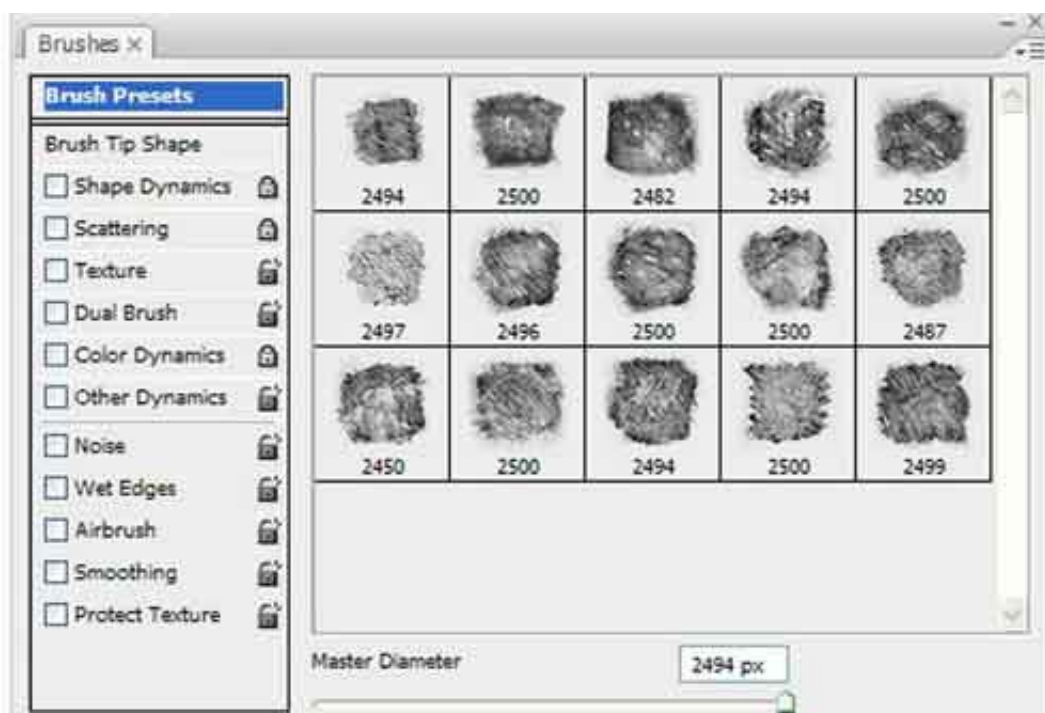 Brushes
Brush Presets
Brush Tip Shape
Shape Dynamics
Scattering
Texture
Dual Brush
Color Dynamics
Other Dynamics
Noise
Wet Edges
Airbrush
Smoothing
Protect Texture
2494 2500 2482 2494 2500
2497 2496 2500 2500 2487
2450 2500 2494 2500 2499
Master Diameter 2494 px